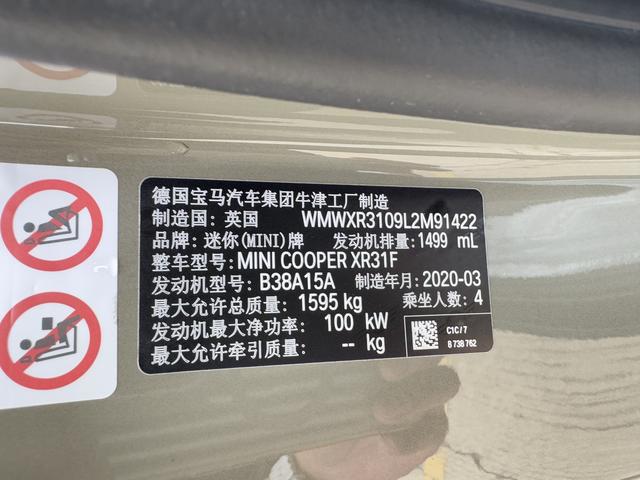 德国宝马汽车集团牛津工厂制造
制造国: 英国 WMWXR3109L2M91422
品牌: 迷你(MINI)牌 发动机排量: 1499 mL
整车型号: MINI COOPER XR31F
发动机型号: B38A15A 制造年月: 2020-03
最大允许总质量: 1595 kg 乘坐人数: 4
发动机最大净功率: 100 kW C1C/7
最大允许牵引质量: -- kg 8 738 762